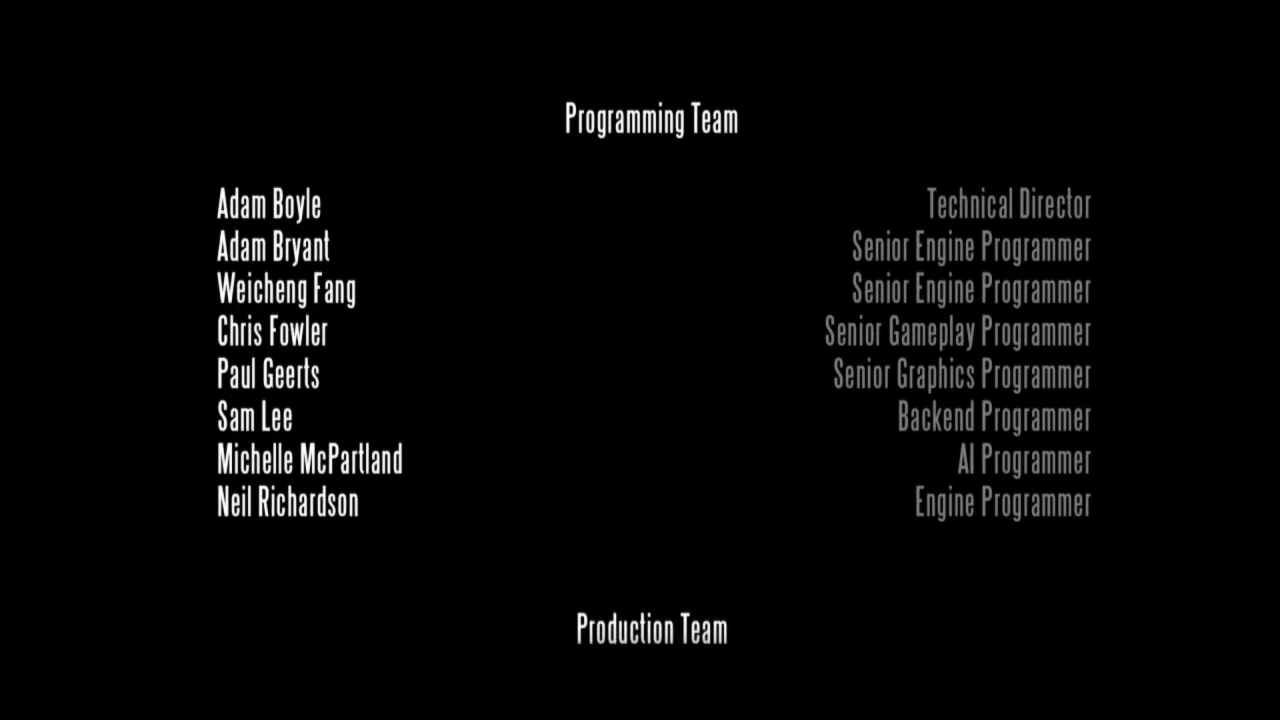 Programming Team
Adam Boyle Technical Director
Adam Bryant Senior Engine Programmer
Weicheng Fang Senior Engine Programmer
Chris Fowler Senior Gameplay Programmer
Paul Geerts Senior Graphics Programmer
Sam Lee Backend Programmer
Michelle McPartland AI Programmer
Neil Richardson Engine Programmer
Production Team